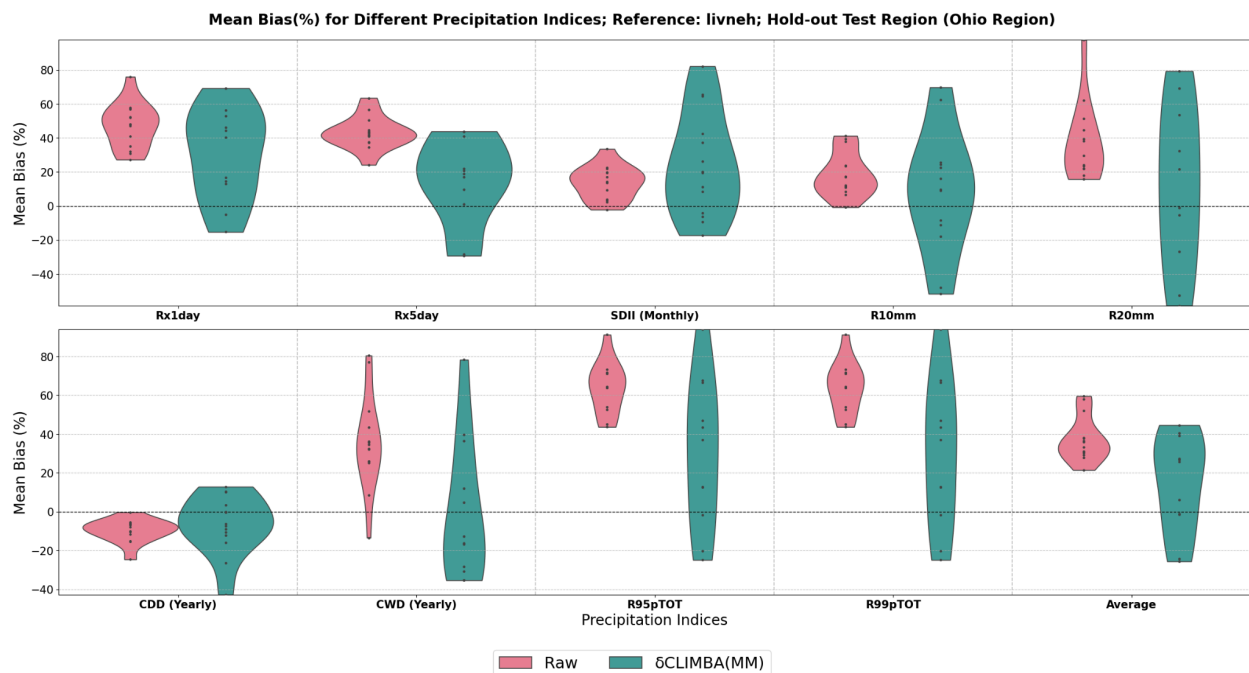 Mean Bias(%) for Different Precipitation Indices; Reference: livneh; Hold-out Test Region (Ohio Region)
Mean Bias (%)
80
60
40
20
0
−20
−40
Rx1day Rx5day SDII (Monthly) R10mm R20mm
Mean Bias (%)
80
60
40
20
0
−20
−40
CDD (Yearly) CWD (Yearly) R95pTOT R99pTOT Average
Precipitation Indices
Raw δCLIMBA(MM)